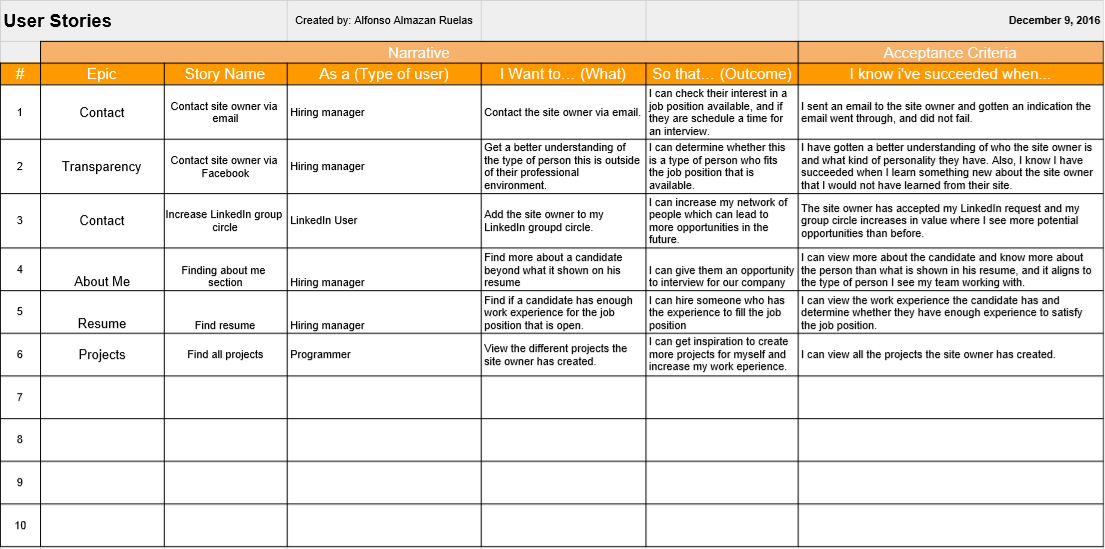 User Stories
Created by: Alfonso Almazan Ruelas
December 9, 2016
Narrative
Acceptance Criteria
#
Epic
Story Name
As a (Type of user)
I Want to... (What)
So that... (Outcome)
I know i've succeeded when...
1
Contact
Contact site owner via
email
Hiring manager
Contact the site owner via email.
I can check their interest in a
job position available, and if
they are schedule a time for
an interview.
I sent an email to the site owner and gotten an indication the
email went through, and did not fail.
2
Transparency
Contact site owner via
Facebook
Hiring manager
Get a better understanding of
the type of person this is outside
of their professional
environment.
I can determine whether this
is a type of person who fits
the job position that is
available.
I have gotten a better understanding of who the site owner is
and what kind of personality they have. Also, I know I have
succeeded when I learn something new about the site owner
that I would not have learned from their site.
3
Contact
Increase LinkedIn group
circle
LinkedIn User
Add the site owner to my
LinkedIn groupd circle.
I can increase my network of
people which can lead to
more opportunities in the
future.
The site owner has accepted my LinkedIn request and my
group circle increases in value where I see more potential
opportunities than before.
4
About Me
Finding about me
section
Hiring manager
Find more about a candidate
beyond what it shown on his
resume
I can give them an opportunity
to interview for our company
I can view more about the candidate and know more about
the person than what is shown in his resume, and it aligns to
the type of person I see my team working with.
5
Resume
Find resume
Hiring manager
Find if a candidate has enough
work experience for the job
position that is open.
I can hire someone who has
the experience to fill the job
position
I can view the work experience the candidate has and
determine whether they have enough experience to satisfy
the job position.
6
Projects
Find all projects
Programmer
View the different projects the
site owner has created.
I can get inspiration to create
more projects for myself and
increase my work eperience.
I can view all the projects the site owner has created.
7
8
9
10